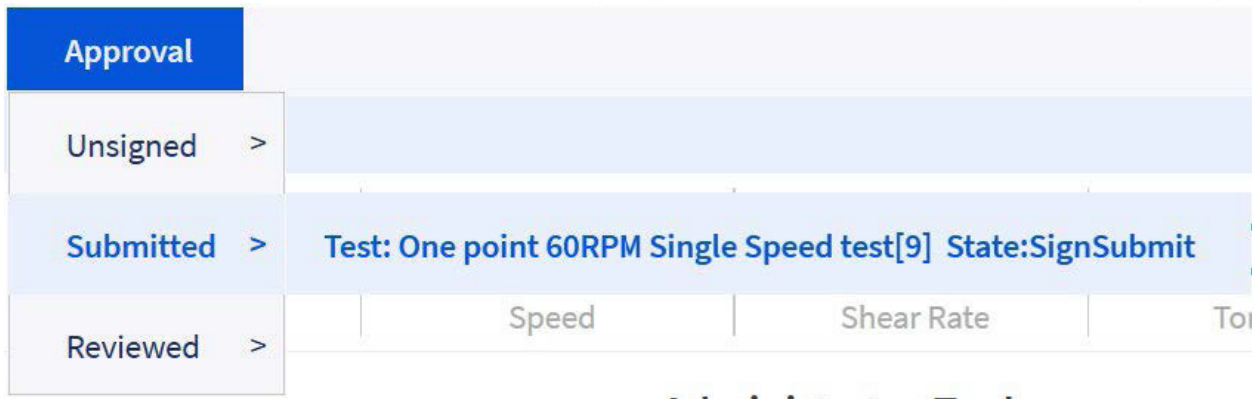 Approval
Unsigned >
Submitted > Test: One point 60RPM Single Speed test[9] State:SignSubmit
Speed Shear Rate
Reviewed >